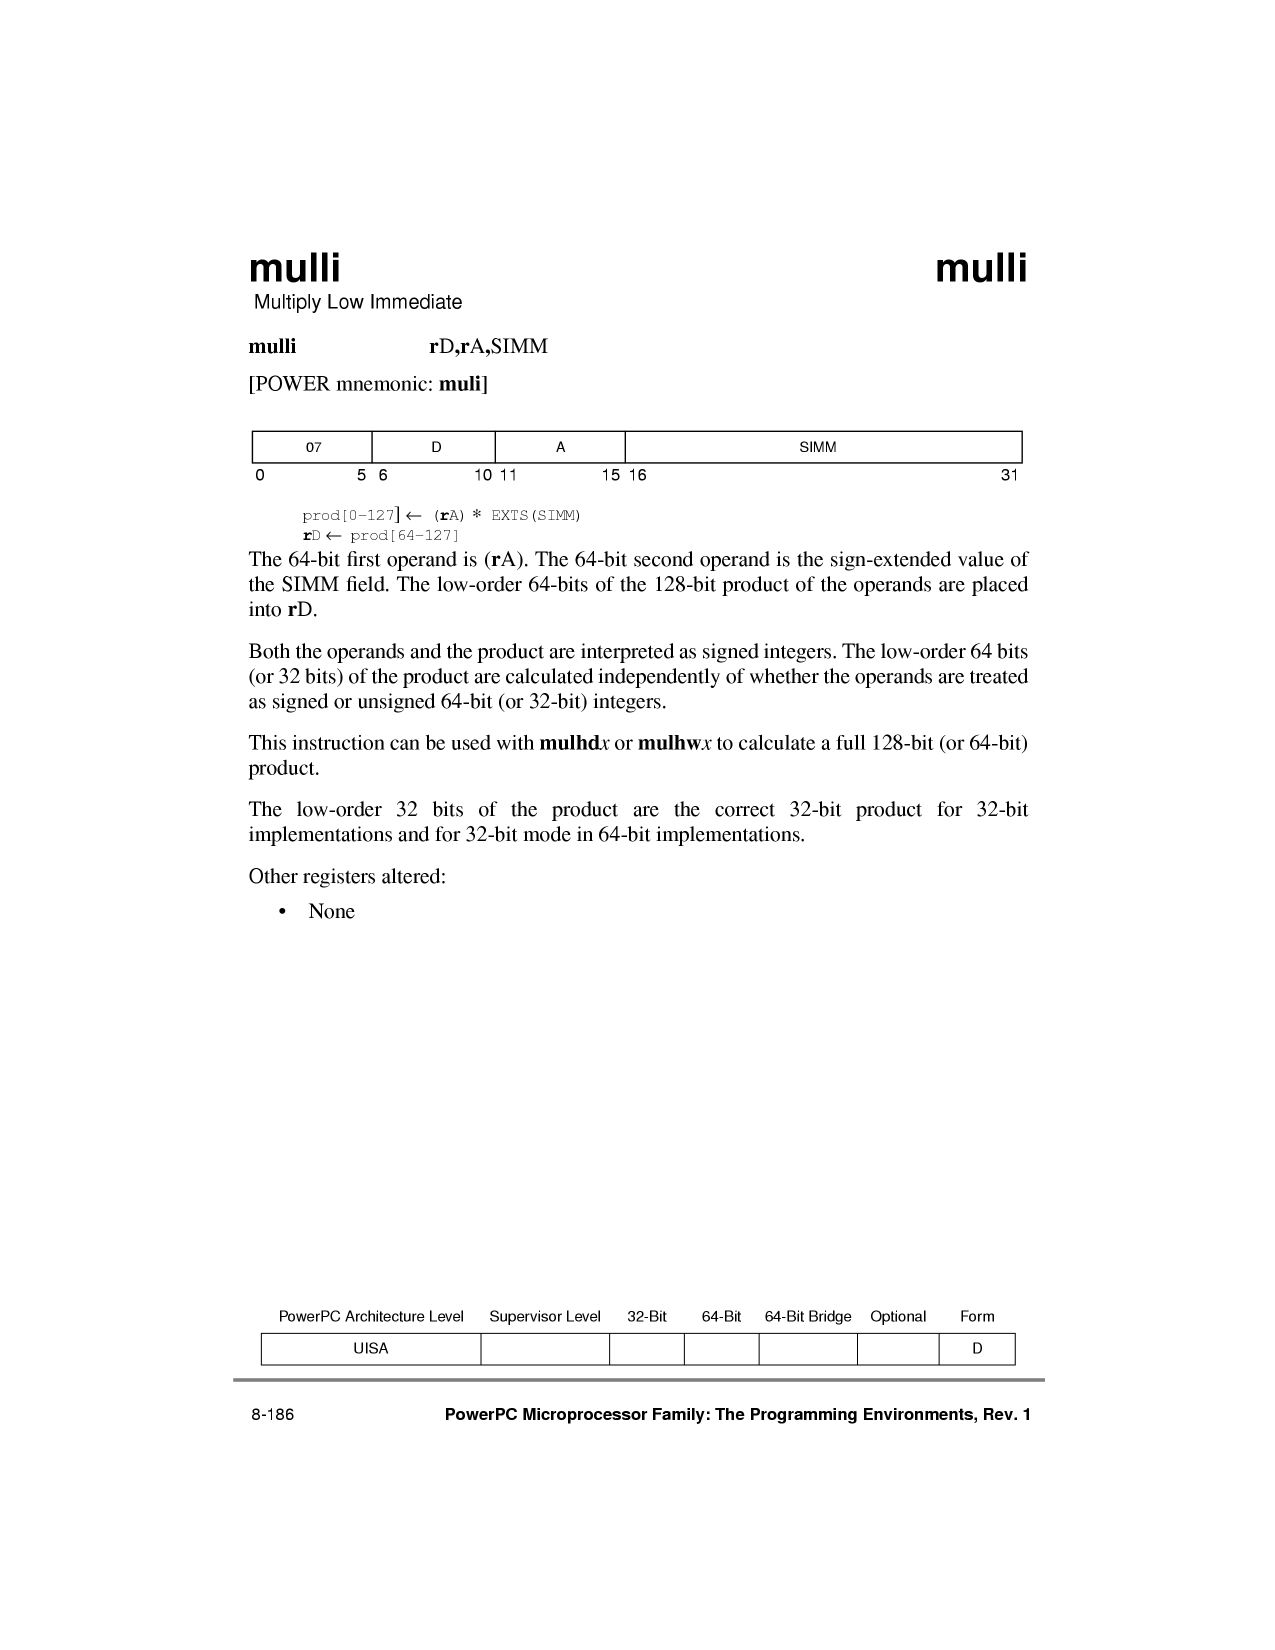 mulli mulli
Multiply Low Immediate
mulli rD,rA,SIMM
[POWER mnemonic: muli]
07 D A SIMM
0 5 6 10 11 15 16 31
prod[0–127] ← (rA) * EXTS(SIMM)
rD ← prod[64–127]
The 64-bit first operand is (rA). The 64-bit second operand is the sign-extended value of
the SIMM field. The low-order 64-bits of the 128-bit product of the operands are placed
into rD.
Both the operands and the product are interpreted as signed integers. The low-order 64 bits
(or 32 bits) of the product are calculated independently of whether the operands are treated
as signed or unsigned 64-bit (or 32-bit) integers.
This instruction can be used with mulhdx or mulhwx to calculate a full 128-bit (or 64-bit)
product.
The low-order 32 bits of the product are the correct 32-bit product for 32-bit
implementations and for 32-bit mode in 64-bit implementations.
Other registers altered:
• None
PowerPC Architecture Level Supervisor Level 32-Bit 64-Bit 64-Bit Bridge Optional Form
UISA D
8-186 PowerPC Microprocessor Family: The Programming Environments, Rev. 1